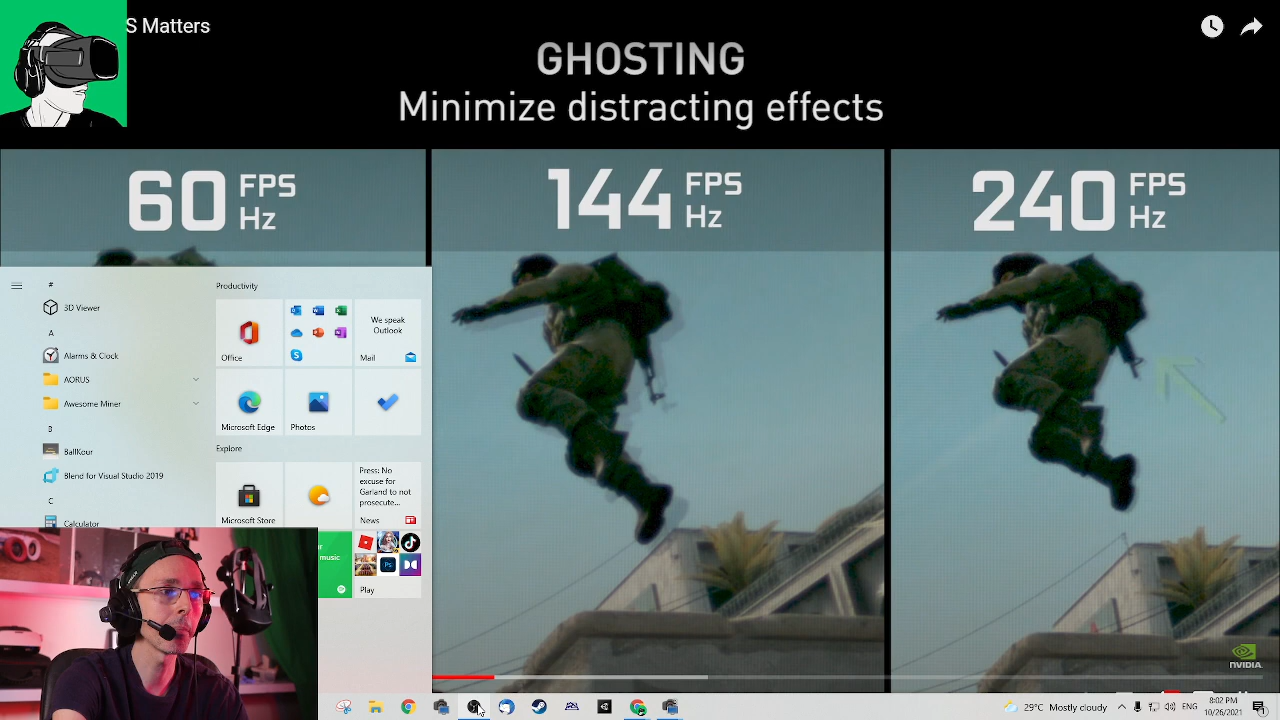 S Matters
GHOSTING
Minimize distracting effects
60 FPS Hz
144 FPS Hz
240 FPS Hz
#
3D Viewer
A
Alarms & Clock
AORUS
Awesome Miner
B
BallKour
Blend for Visual Studio 2019
C
Calculator
Productivity
Office
We speak
Outlook
Mail
Microsoft Edge
Photos
Explore
Microsoft Store
Press: No
excuse for
Garland to not
prosecute...
News
music
Play
NVIDIA.
29°C Mostly cloudy
8:02 PM
10/26/2021